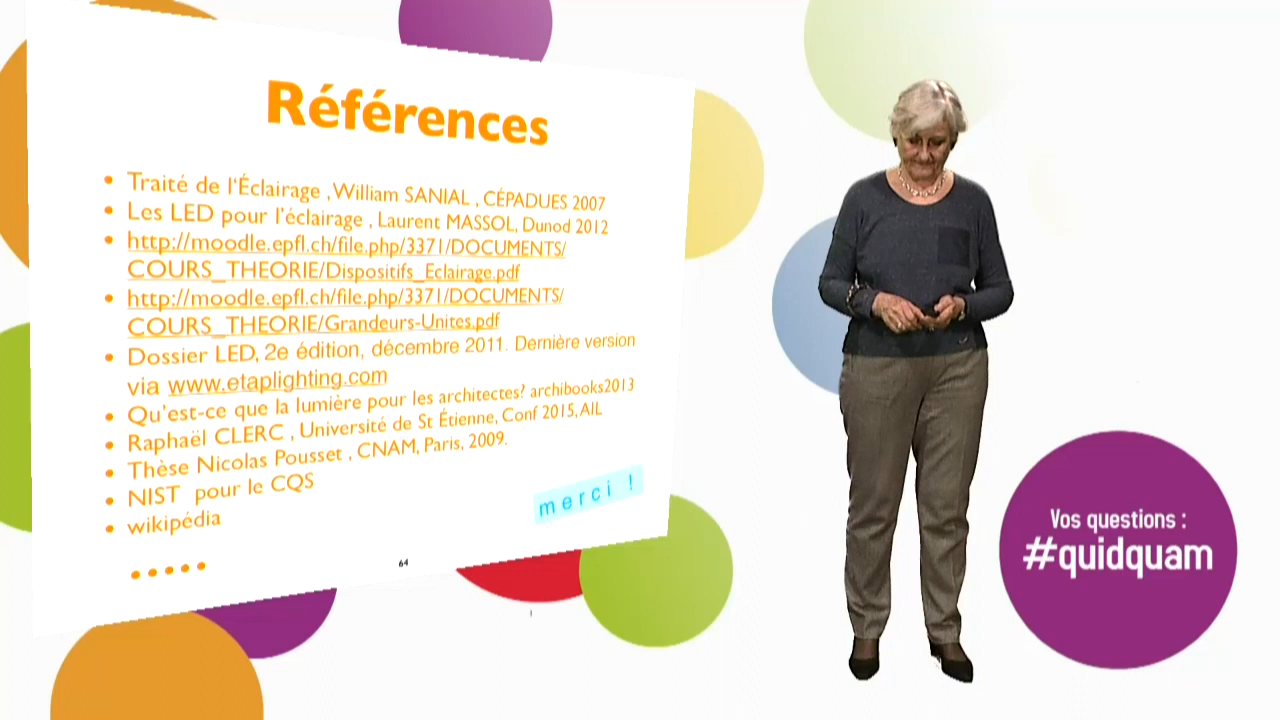 Références
• Traité de l'Éclairage , William SANIAL , CÉPADUES 2007
• Les LED pour l'éclairage , Laurent MASSOL, Dunod 2012
• http://moodle.epfl.ch/file.php/3371/DOCUMENTS/
COURS_THEORIE/Dispositifs_Eclairage.pdf
• http://moodle.epfl.ch/file.php/3371/DOCUMENTS/
COURS_THEORIE/Grandeurs-Unites.pdf
• Dossier LED, 2e édition, décembre 2011. Dernière version
via www.etaplighting.com
• Qu'est-ce que la lumière pour les architectes? archibooks2013
• Raphaël CLERC , Université de St Étienne, Conf 2015, AIL
• Thèse Nicolas Pousset , CNAM, Paris, 2009.
• NIST pour le CQS
• wikipédia
• • • • •
merci !
64
Vos questions :
#quidquam